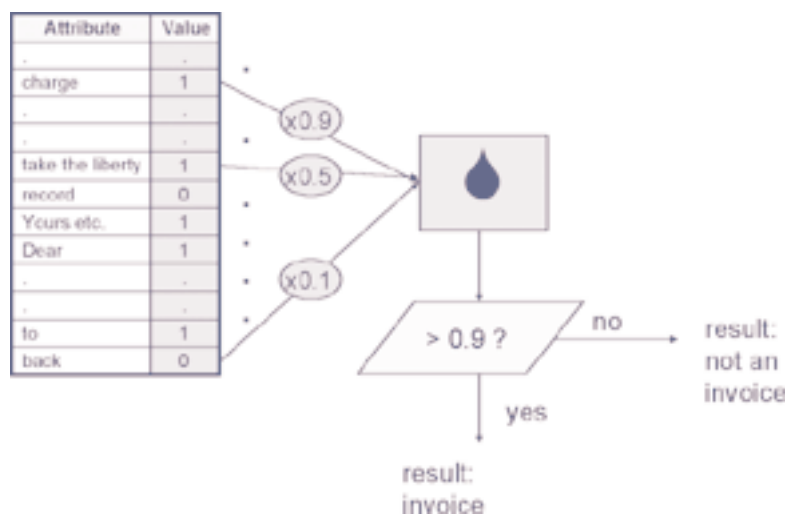 Attribute Value
. .
charge 1
. .
. .
take the liberty 1
record 0
Yours etc. 1
Dear 1
. .
. .
to 1
back 0
x0.9
x0.5
x0.1
> 0.9 ?
no
yes
result:
not an
invoice
result:
invoice